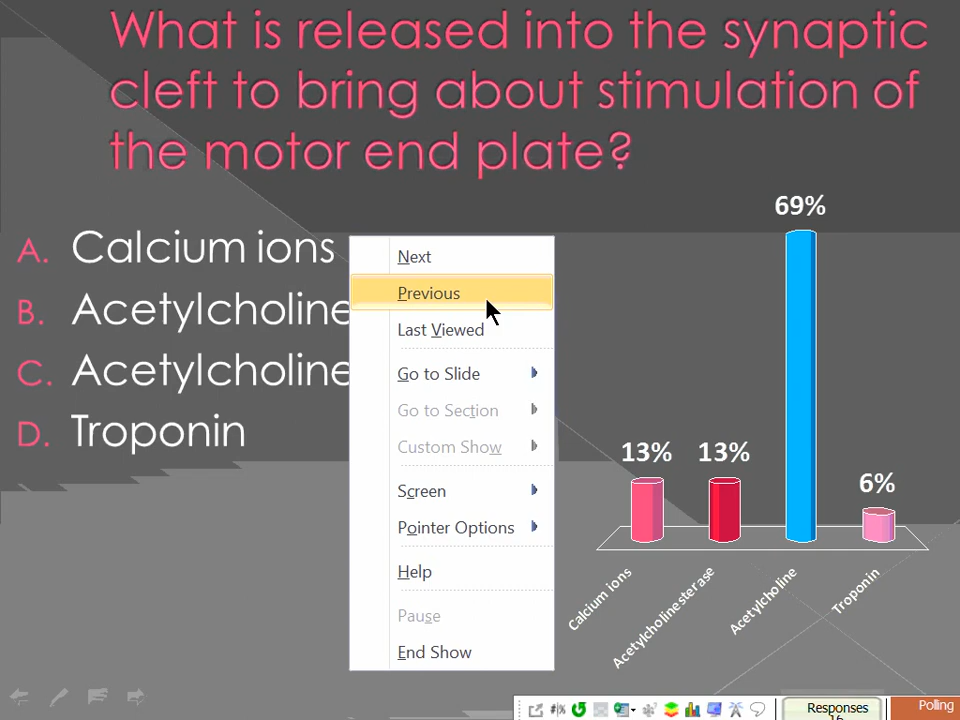 What is released into the synaptic
cleft to bring about stimulation of
the motor end plate?
A. Calcium ions
B. Acetylcholine
C. Acetylcholine
D. Troponin
Next
Previous
Last Viewed
Go to Slide
Go to Section
Custom Show
Screen
Pointer Options
Help
Pause
End Show
69%
13%
13%
6%
Calcium ions
Acetylcholinesterase
Acetylcholine
Troponin
Responses
16
Polling